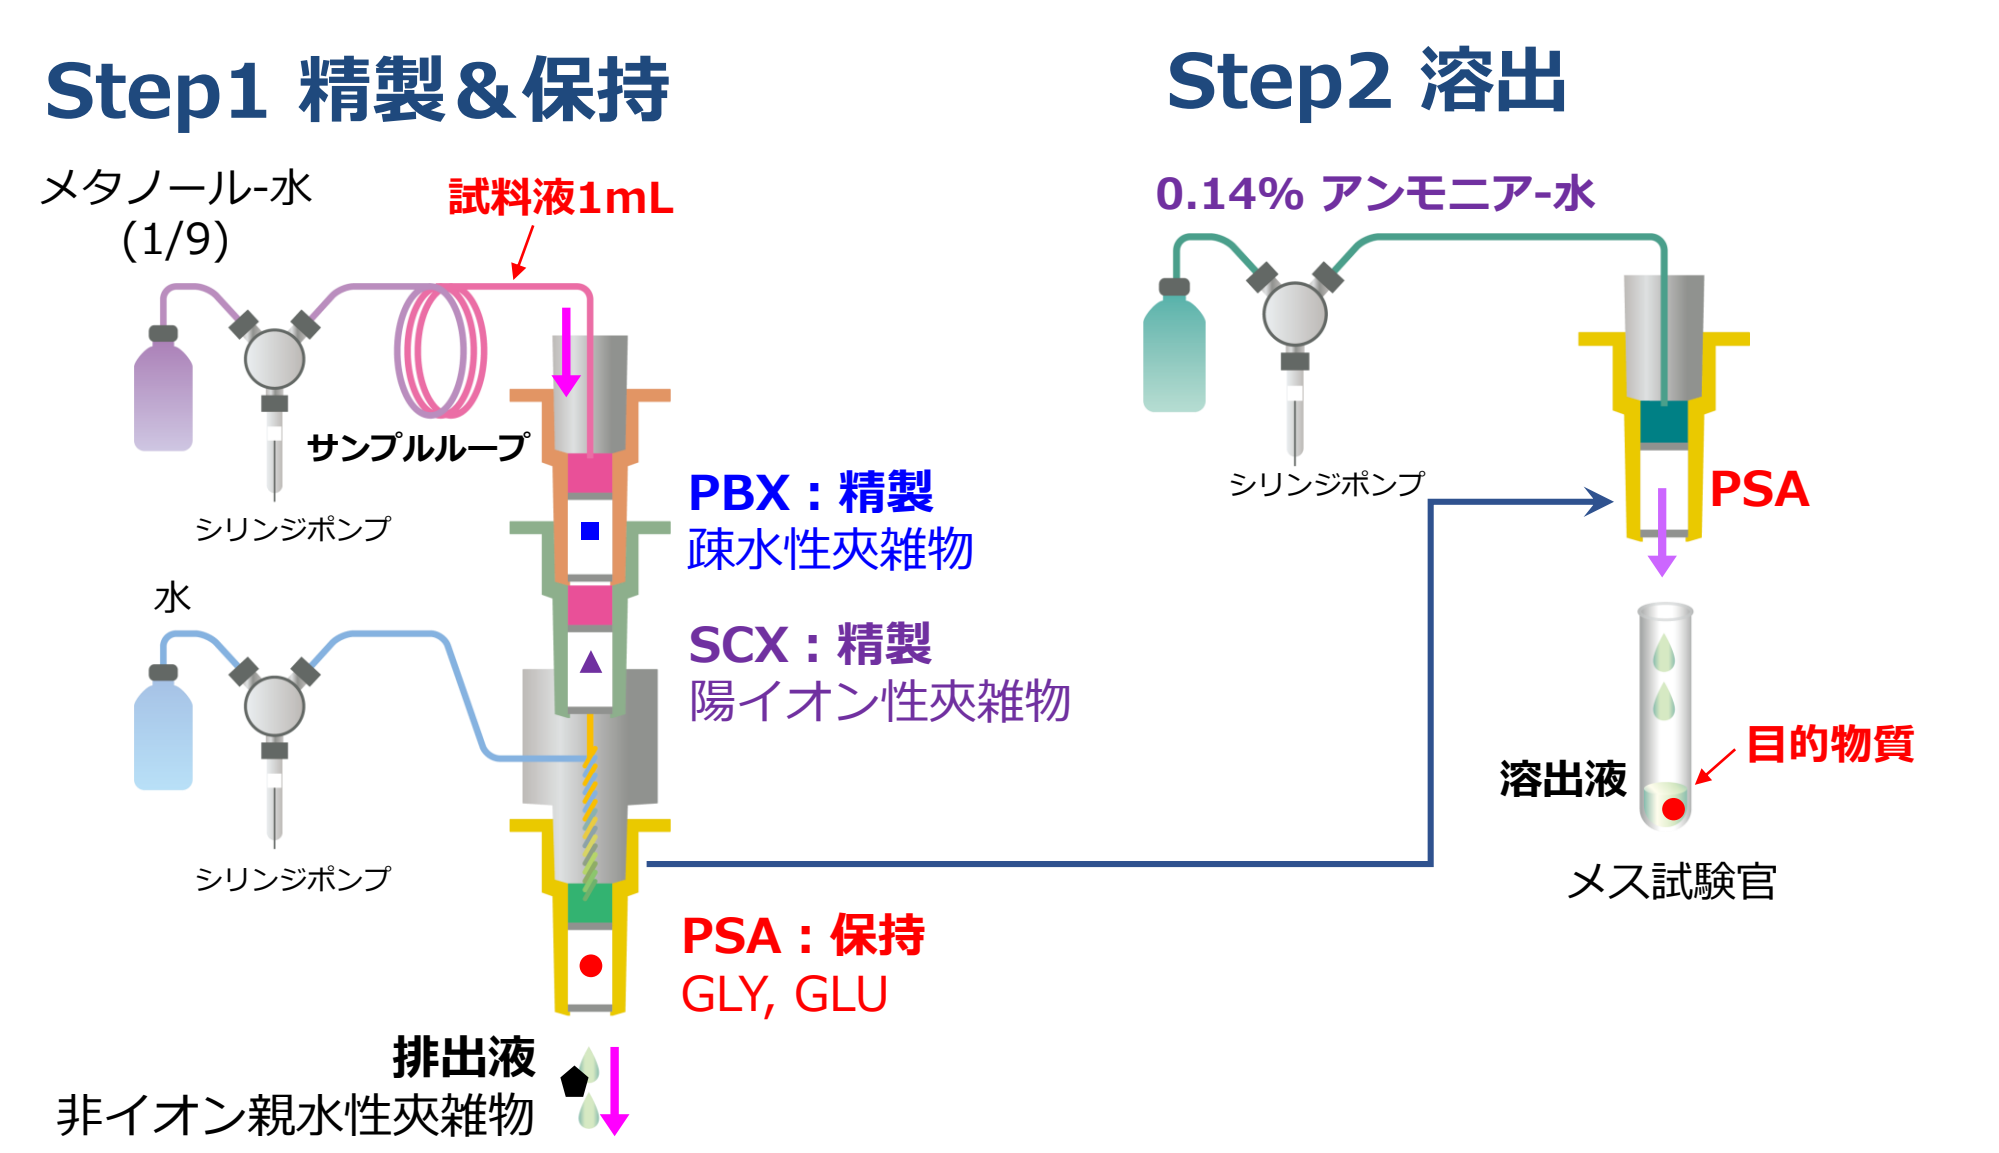 Step1 精製&保持
メタノール-水
(1/9)
試料液1mL
サンプルループ
シリンジポンプ
PBX:精製
疎水性夾雑物
水
SCX:精製
陽イオン性夾雑物
シリンジポンプ
PSA:保持
GLY, GLU
排出液
非イオン親水性夾雑物
Step2 溶出
0.14% アンモニア-水
シリンジポンプ
PSA
目的物質
溶出液
メス試験官